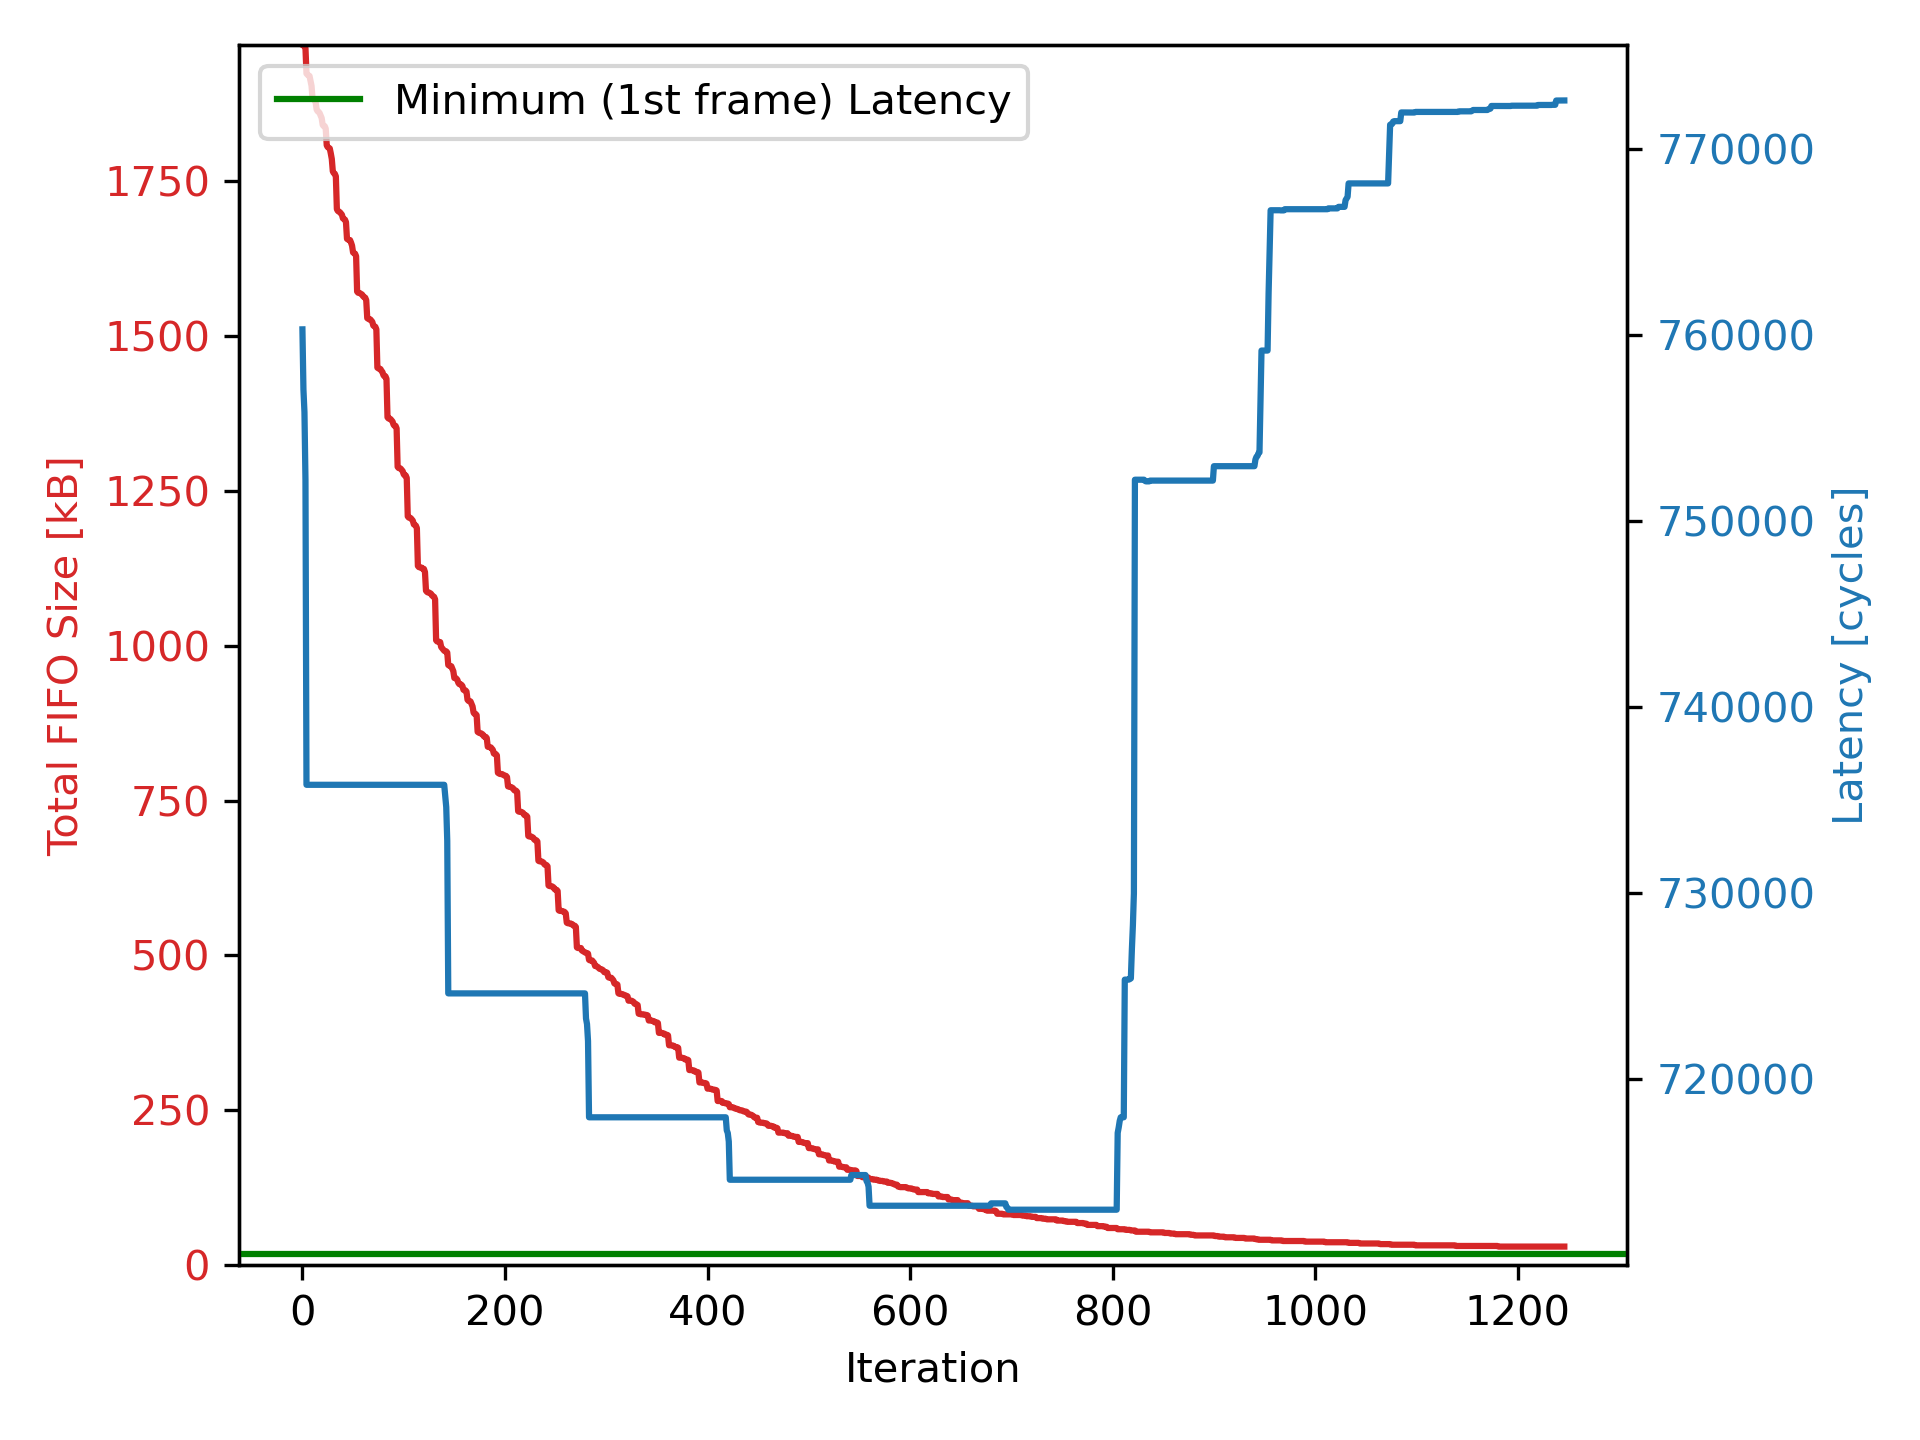 Minimum (1st frame) Latency
Total FIFO Size [kB]
1750
1500
1250
1000
750
500
250
0
770000
760000
750000
740000
730000
720000
Latency [cycles]
0 200 400 600 800 1000 1200
Iteration